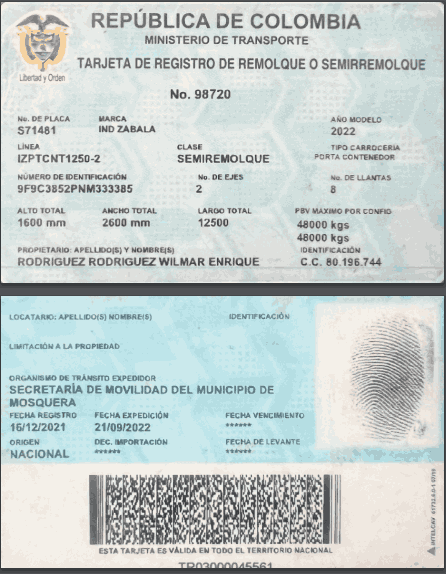 REPÚBLICA DE COLOMBIA
MINISTERIO DE TRANSPORTE
Libertad y Orden
TARJETA DE REGISTRO DE REMOLQUE O SEMIRREMOLQUE
No. 98720
No. DE PLACA MARCA AÑO MODELO
S71481 IND ZABALA 2022
LÍNEA CLASE TIPO CARROCERÍA
IZPTCNT1250-2 SEMIREMOLQUE PORTA CONTENEDOR
NÚMERO DE IDENTIFICACIÓN No. DE EJES No. DE LLANTAS
9F9C3852PNM333385 2 8
ALTO TOTAL ANCHO TOTAL LARGO TOTAL PBV MÁXIMO POR CONFIG
1600 mm 2600 mm 12500 48000 kgs
48000 kgs
PROPIETARIO: APELLIDO(S) Y NOMBRE(S) IDENTIFICACIÓN
RODRIGUEZ RODRIGUEZ WILMAR ENRIQUE C.C. 80.196.744
LOCATARIO: APELLIDO(S) NOMBRE(S) IDENTIFICACIÓN
LIMITACIÓN A LA PROPIEDAD
ORGANISMO DE TRÁNSITO EXPEDIDOR
SECRETARÍA DE MOVILIDAD DEL MUNICIPIO DE
MOSQUERA
FECHA REGISTRO FECHA EXPEDICIÓN FECHA VENCIMIENTO
16/12/2021 21/09/2022 ******
ORIGEN DEC. IMPORTACIÓN FECHA DE LEVANTE
NACIONAL ****** ******
ESTA TARJETA ES VÁLIDA EN TODO EL TERRITORIO NACIONAL
TR03000045561